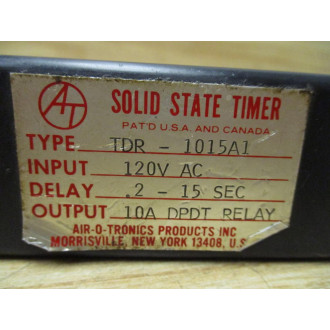 AT
SOLID STATE TIMER
PAT'D U.S.A. AND CANADA
TYPE TDR - 1015A1
INPUT 120V AC
DELAY .2 - 15 SEC
OUTPUT 10A DPDT RELAY
AIR-O-TRONICS PRODUCTS INC
MORRISVILLE, NEW YORK 13408, U.S